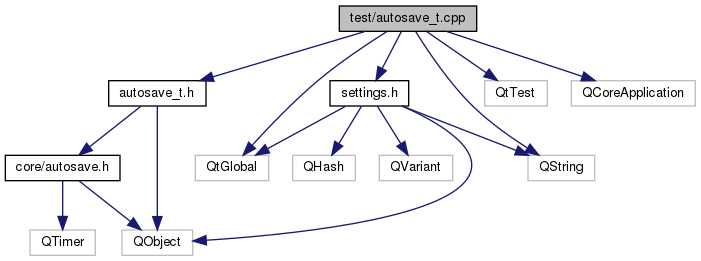 test/autosave_t.cpp
autosave_t.h
settings.h
QtTest
QCoreApplication
core/autosave.h
QtGlobal
QHash
QVariant
QString
QTimer
QObject